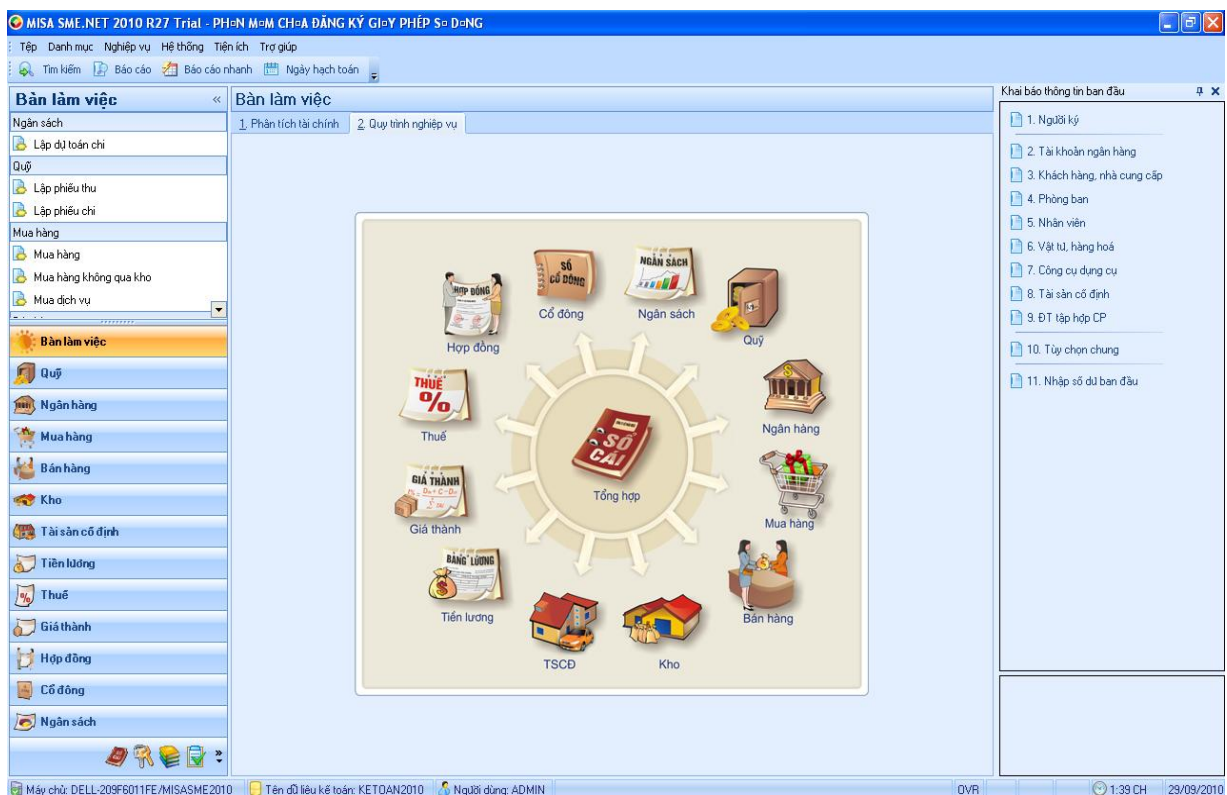 MISA SME.NET 2010 R27 Trial - PH¤N M¤M CH¤A ĐĂNG KÝ GI¤Y PHÉP S¤ D¤NG
Tệp Danh mục Nghiệp vụ Hệ thống Tiện ích Trợ giúp
Tìm kiếm Báo cáo Báo cáo nhanh Ngày hạch toán
Bàn làm việc «
Ngân sách
Lập dự toán chi
Quỹ
Lập phiếu thu
Lập phiếu chi
Mua hàng
Mua hàng
Mua hàng không qua kho
Mua dịch vụ
Bàn làm việc
Quỹ
Ngân hàng
Mua hàng
Bán hàng
Kho
Tài sản cố định
Tiền lương
Thuế
Giá thành
Hợp đồng
Cổ đông
Ngân sách
Bàn làm việc
1. Phân tích tài chính 2. Quy trình nghiệp vụ
HỢP ĐỒNG
Hợp đồng
SỔ
CỔ ĐÔNG
Cổ đông
NGÂN SÁCH
Ngân sách
Quỹ
THUẾ
%
Thuế
Ngân hàng
SỔ
CÁI
Tổng hợp
GIÁ THÀNH
Giá thành
Mua hàng
BẢNG LƯƠNG
Tiền lương
TSCĐ
Kho
Bán hàng
Khai báo thông tin ban đầu
1. Người ký
2. Tài khoản ngân hàng
3. Khách hàng, nhà cung cấp
4. Phòng ban
5. Nhân viên
6. Vật tư, hàng hoá
7. Công cụ dụng cụ
8. Tài sản cố định
9. ĐT tập hợp CP
10. Tùy chọn chung
11. Nhập số dư ban đầu
Máy chủ: DELL-209F6011FE/MISASME2010 Tên dữ liệu kế toán: KETOAN2010 Người dùng: ADMIN OVR 1:39 CH 29/09/2010